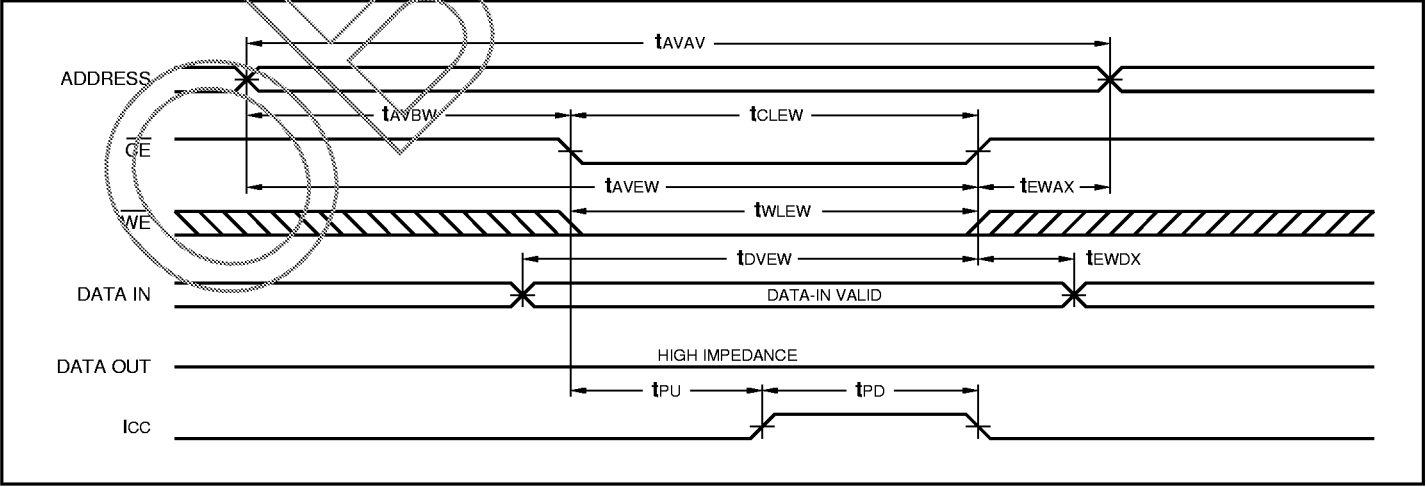 tAVAV
ADDRESS
tAVBW
tCLEW
CE
tAVEW
tEWAX
WE
tWLEW
tDVEW
tEWDX
DATA IN
DATA-IN VALID
DATA OUT
HIGH IMPEDANCE
tPU
tPD
ICC